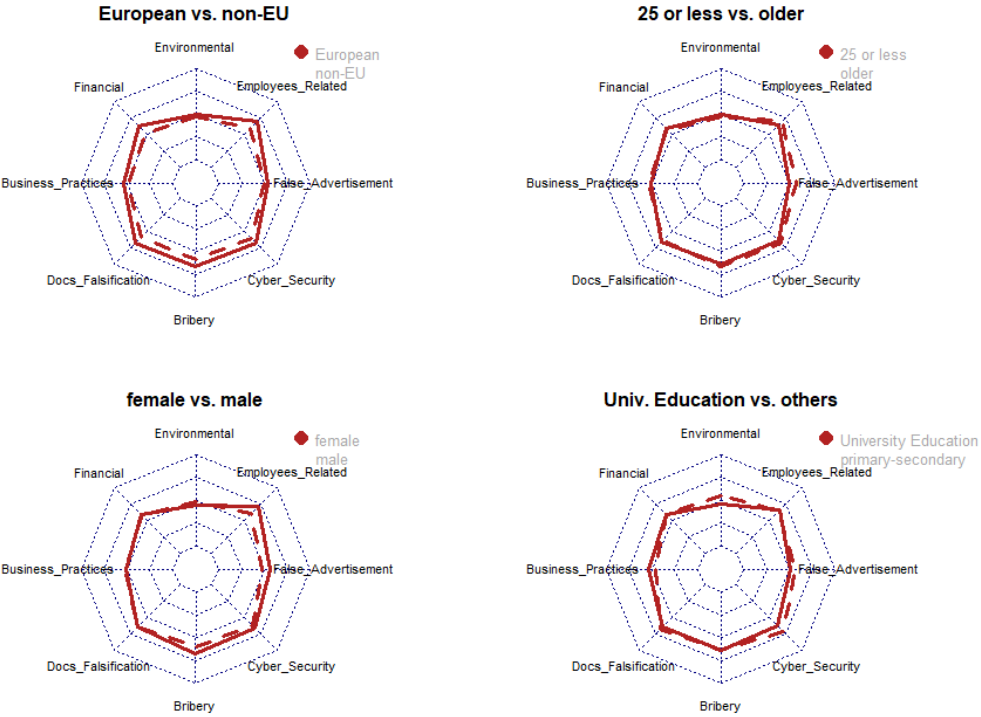 European vs. non-EU
Environmental
European
non-EU
Financial
Employees_Related
Business_Practices
False_Advertisement
Docs_Falsification
Cyber_Security
Bribery
25 or less vs. older
Environmental
25 or less
older
Financial
Employees_Related
Business_Practices
False_Advertisement
Docs_Falsification
Cyber_Security
Bribery
female vs. male
Environmental
female
male
Financial
Employees_Related
Business_Practices
False_Advertisement
Docs_Falsification
Cyber_Security
Bribery
Univ. Education vs. others
Environmental
University Education
primary-secondary
Financial
Employees_Related
Business_Practices
False_Advertisement
Docs_Falsification
Cyber_Security
Bribery